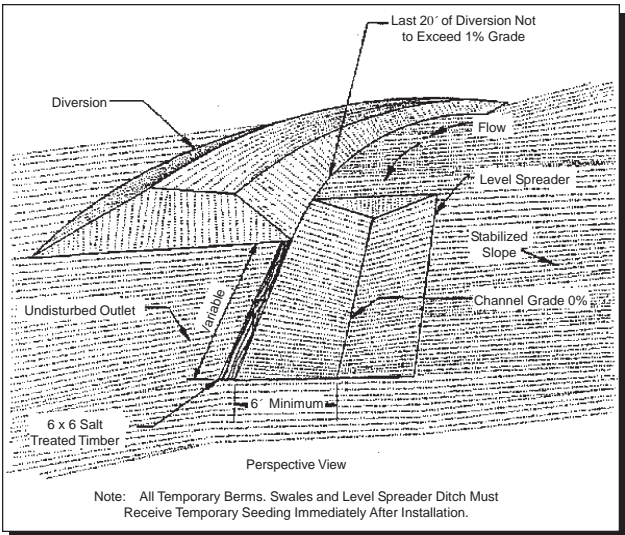 Last 20´ of Diversion Not
to Exceed 1% Grade
Diversion
Flow
Level Spreader
Stabilized
Slope
Undisturbed Outlet
Variable
Channel Grade 0%
6´ Minimum
6 x 6 Salt
Treated Timber
Perspective View
Note: All Temporary Berms. Swales and Level Spreader Ditch Must
Receive Temporary Seeding Immediately After Installation.